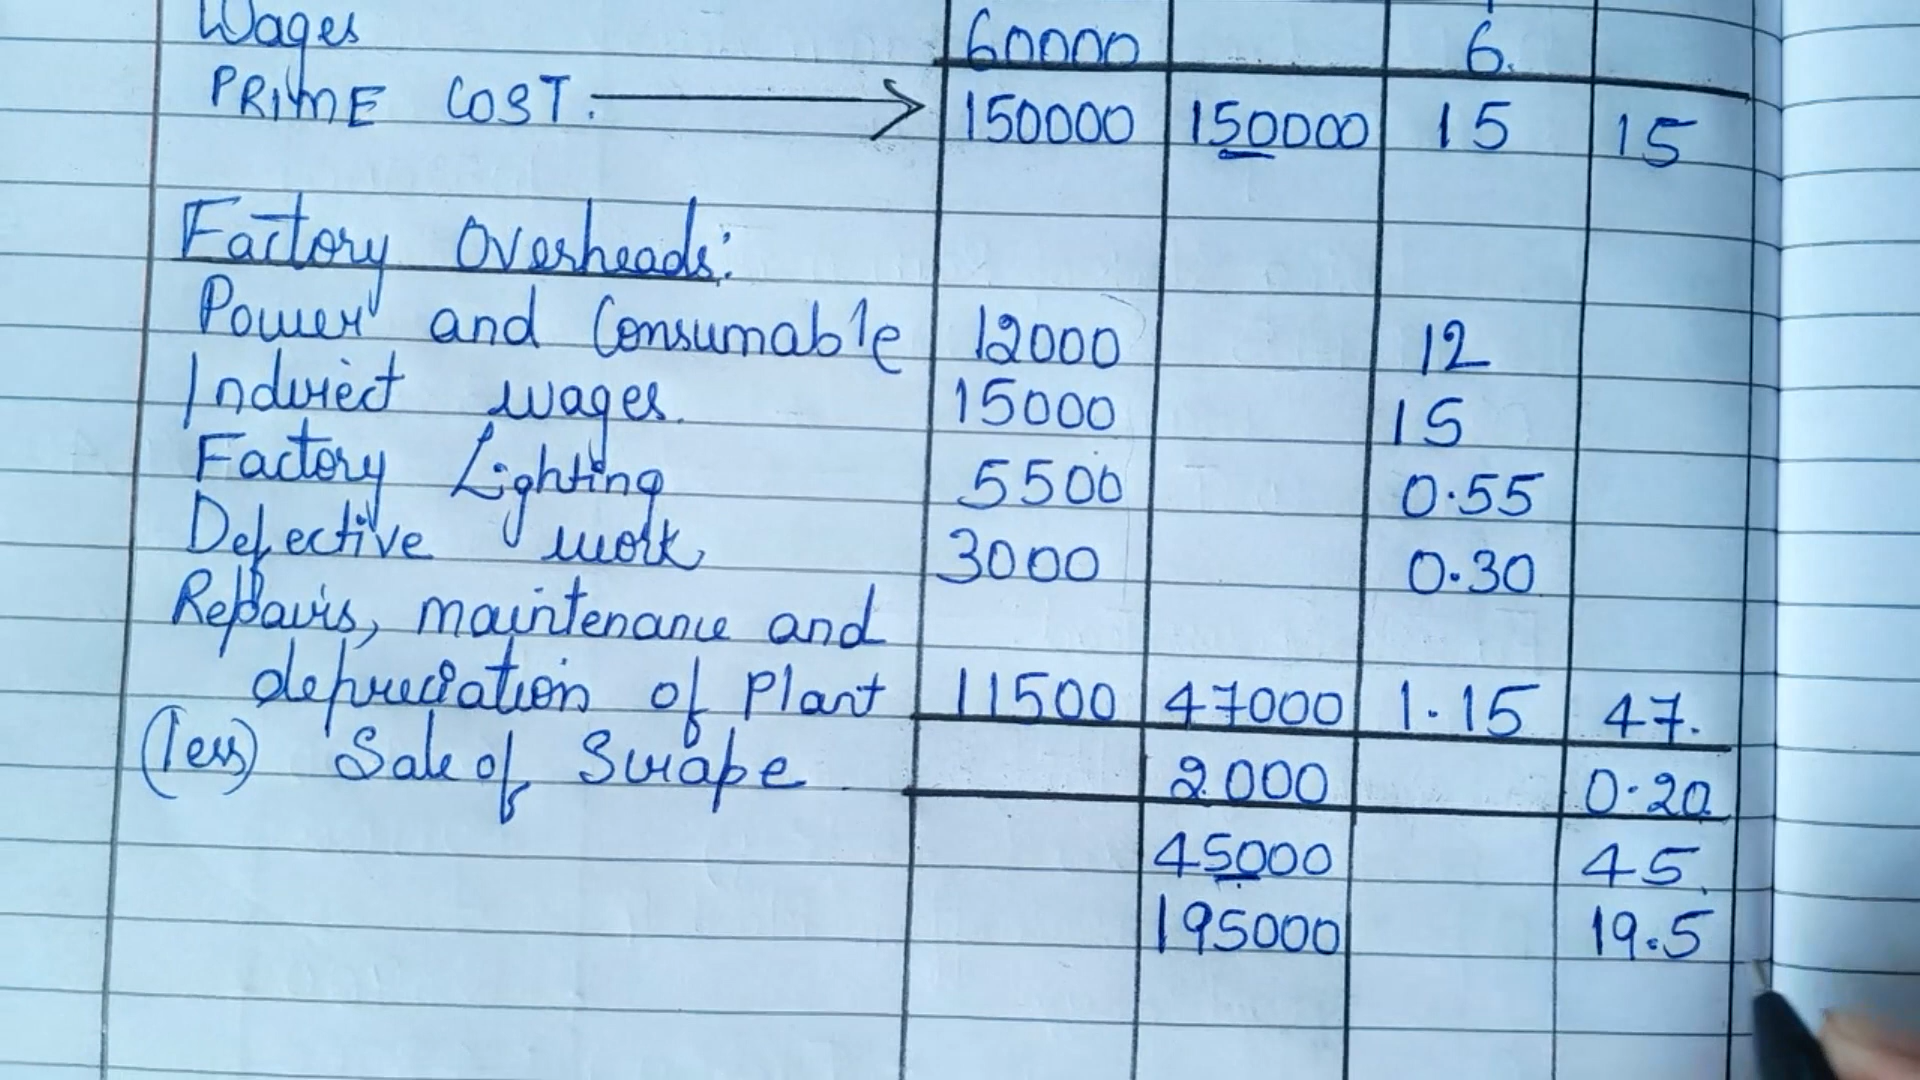 Wages 60000 6.
PRIME COST. → 150000 150000 15 15
Factory Overheads:
Power and Consumable 12000 12
Indirect wages. 15000 15
Factory Lighting 5500 0.55
Defective work 3000 0.30
Repairs, maintenance and
depreciation of Plant 11500 47000 1.15 47.
(less) Sale of Scrape 2000 0.20
45000 45.
195000 19.5